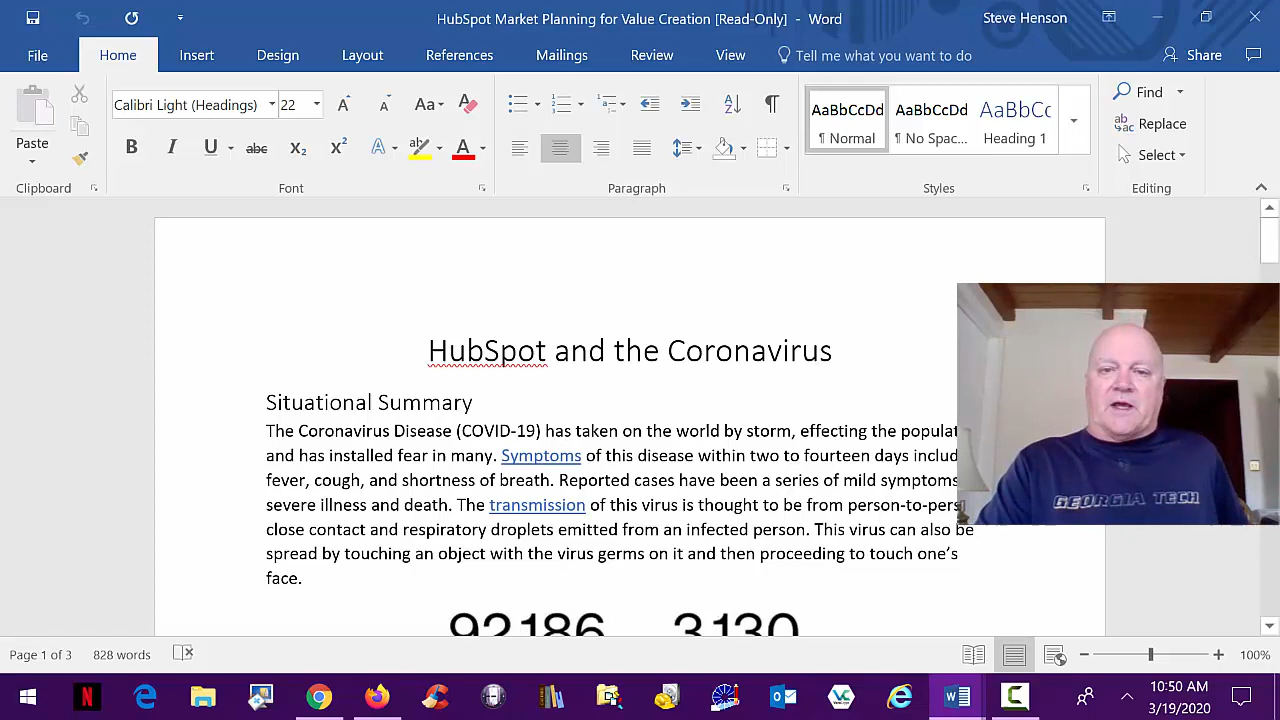 HubSpot Market Planning for Value Creation [Read-Only] - Word
Steve Henson
File Home Insert Design Layout References Mailings Review View Tell me what you want to do Share
Calibri Light (Headings) 22
AaBbCcDd AaBbCcDd AaBbCc
Paste
¶ Normal ¶ No Spac... Heading 1
Find
Replace
Select
Clipboard Font Paragraph Styles Editing
HubSpot and the Coronavirus
Situational Summary
The Coronavirus Disease (COVID-19) has taken on the world by storm, effecting the populat
and has installed fear in many. Symptoms of this disease within two to fourteen days includ
fever, cough, and shortness of breath. Reported cases have been a series of mild symptoms
severe illness and death. The transmission of this virus is thought to be from person-to-pers
close contact and respiratory droplets emitted from an infected person. This virus can also be
spread by touching an object with the virus germs on it and then proceeding to touch one's
face.
92186 3130
GEORGIA TECH
Page 1 of 3 828 words 100%
10:50 AM
3/19/2020